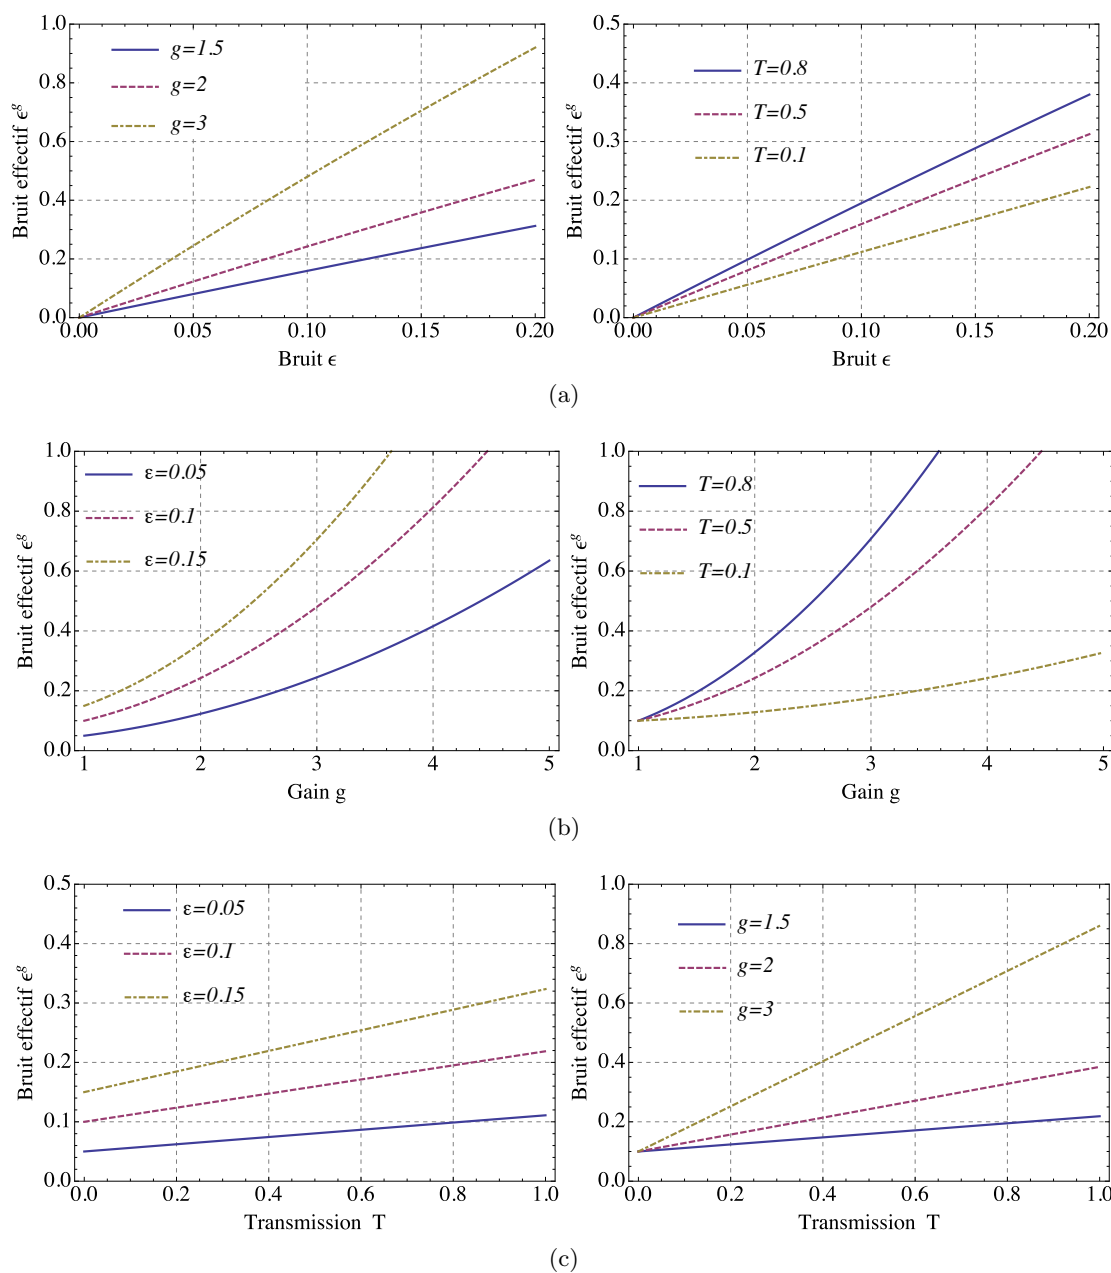 1.0
0.8
0.6
0.4
0.2
0.0
Bruit effectif ϵ^g
g=1.5
g=2
g=3
0.00 0.05 0.10 0.15 0.20
Bruit ϵ
0.5
0.4
0.3
0.2
0.1
0.0
Bruit effectif ϵ^g
T=0.8
T=0.5
T=0.1
0.00 0.05 0.10 0.15 0.20
Bruit ϵ
(a)
1.0
0.8
0.6
0.4
0.2
0.0
Bruit effectif ϵ^g
ε=0.05
ε=0.1
ε=0.15
1 2 3 4 5
Gain g
1.0
0.8
0.6
0.4
0.2
0.0
Bruit effectif ϵ^g
T=0.8
T=0.5
T=0.1
1 2 3 4 5
Gain g
(b)
0.5
0.4
0.3
0.2
0.1
0.0
Bruit effectif ϵ^g
ε=0.05
ε=0.1
ε=0.15
0.0 0.2 0.4 0.6 0.8 1.0
Transmission T
1.0
0.8
0.6
0.4
0.2
0.0
Bruit effectif ϵ^g
g=1.5
g=2
g=3
0.0 0.2 0.4 0.6 0.8 1.0
Transmission T
(c)